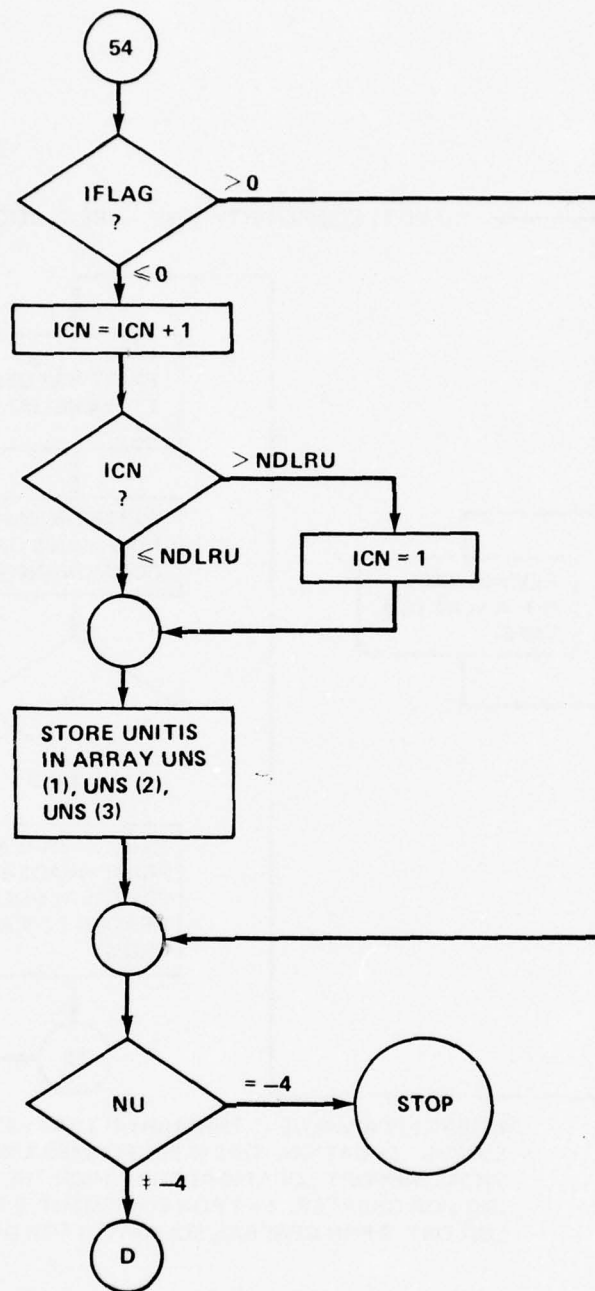 54
IFLAG
?
> 0
≤ 0
ICN = ICN + 1
ICN
?
> NDLRU
≤ NDLRU
ICN = 1
STORE UNITIS
IN ARRAY UNS
(1), UNS (2),
UNS (3)
NU
= –4
STOP
‡ –4
D